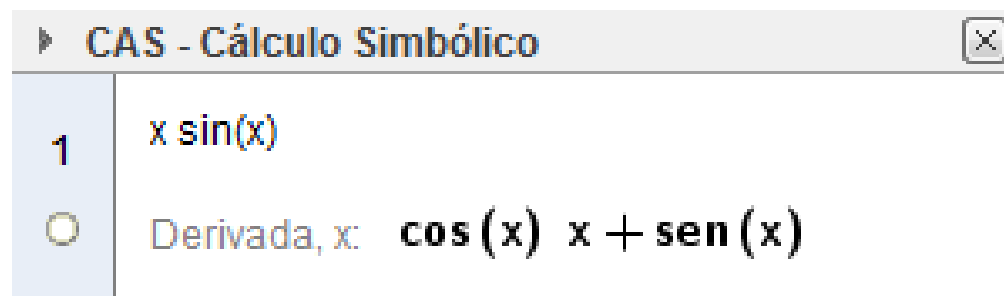 CAS - Cálculo Simbólico
1 x sin(x)
Derivada, x: cos(x) x + sen(x)